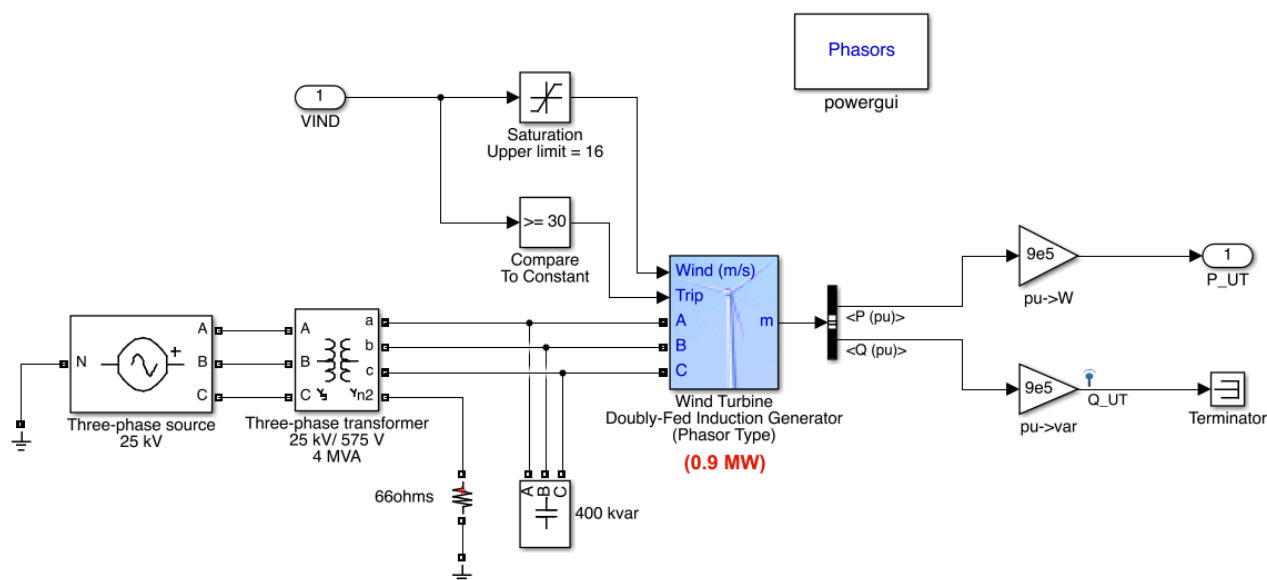 Phasors
powergui
1
VIND
Saturation
Upper limit = 16
>= 30
Compare
To Constant
Wind (m/s)
Trip
A
B
C
m
<P (pu)>
<Q (pu)>
9e5
pu->W
1
P_UT
9e5
pu->var
Q_UT
Terminator
Wind Turbine
Doubly-Fed Induction Generator
(Phasor Type)
(0.9 MW)
N
A
B
C
Three-phase source
25 kV
A
B
C
a
b
c
n2
Three-phase transformer
25 kV/ 575 V
4 MVA
66ohms
A
B
C
400 kvar